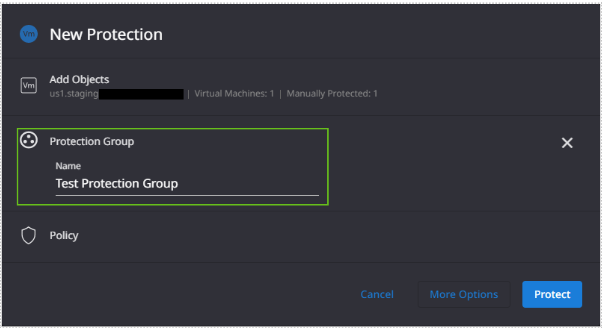 Vm New Protection
Vm Add Objects
us1.staging | Virtual Machines: 1 | Manually Protected: 1
Protection Group
Name
Test Protection Group
Policy
Cancel More Options Protect